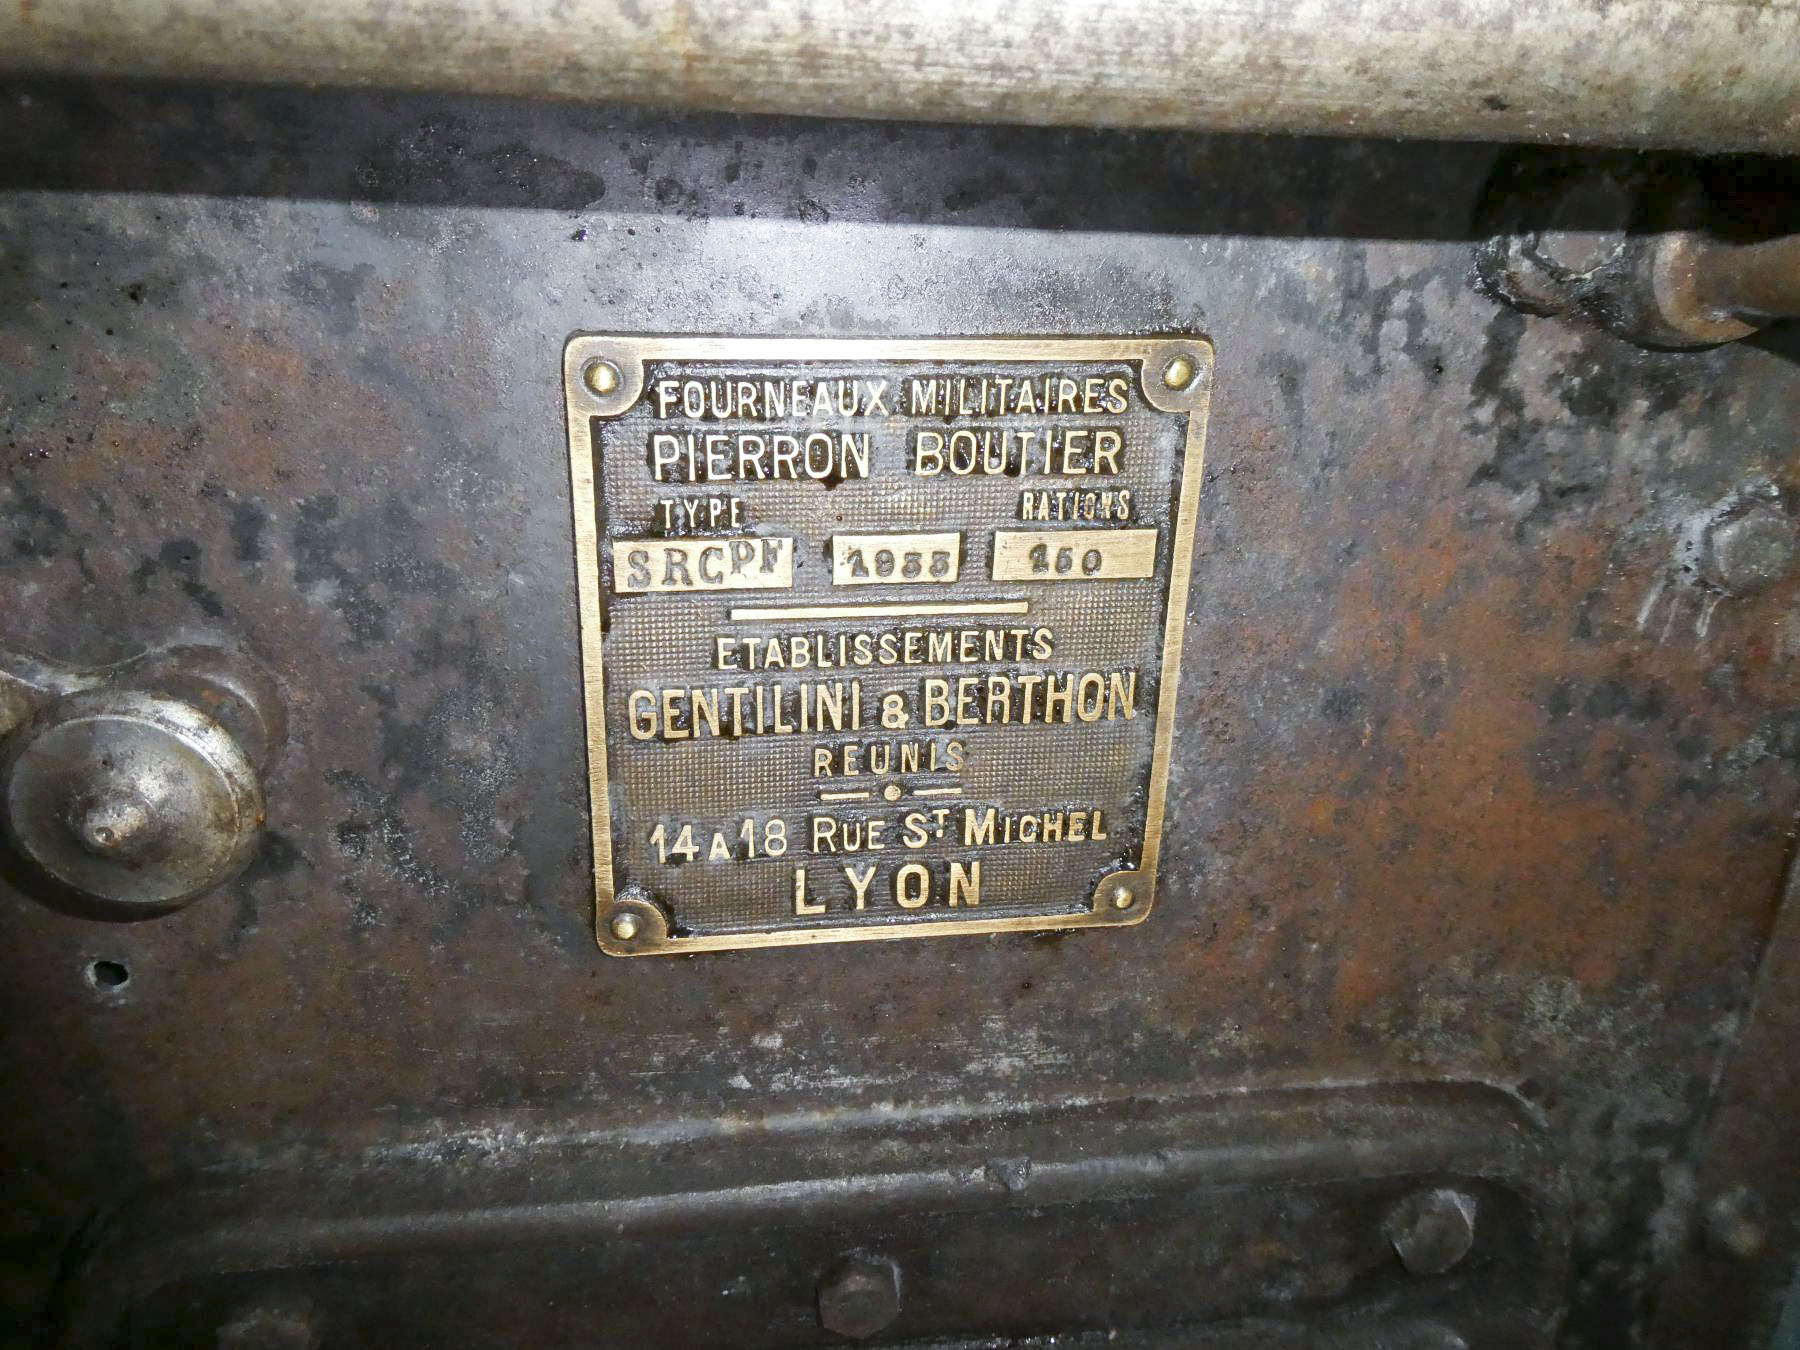 FOURNEAUX MILITAIRES
PIERRON BOUTIER
TYPE RATIONS
SRCPF 1933 150
ETABLISSEMENTS
GENTILINI & BERTHON
REUNIS
14 A 18 RUE ST MICHEL
LYON